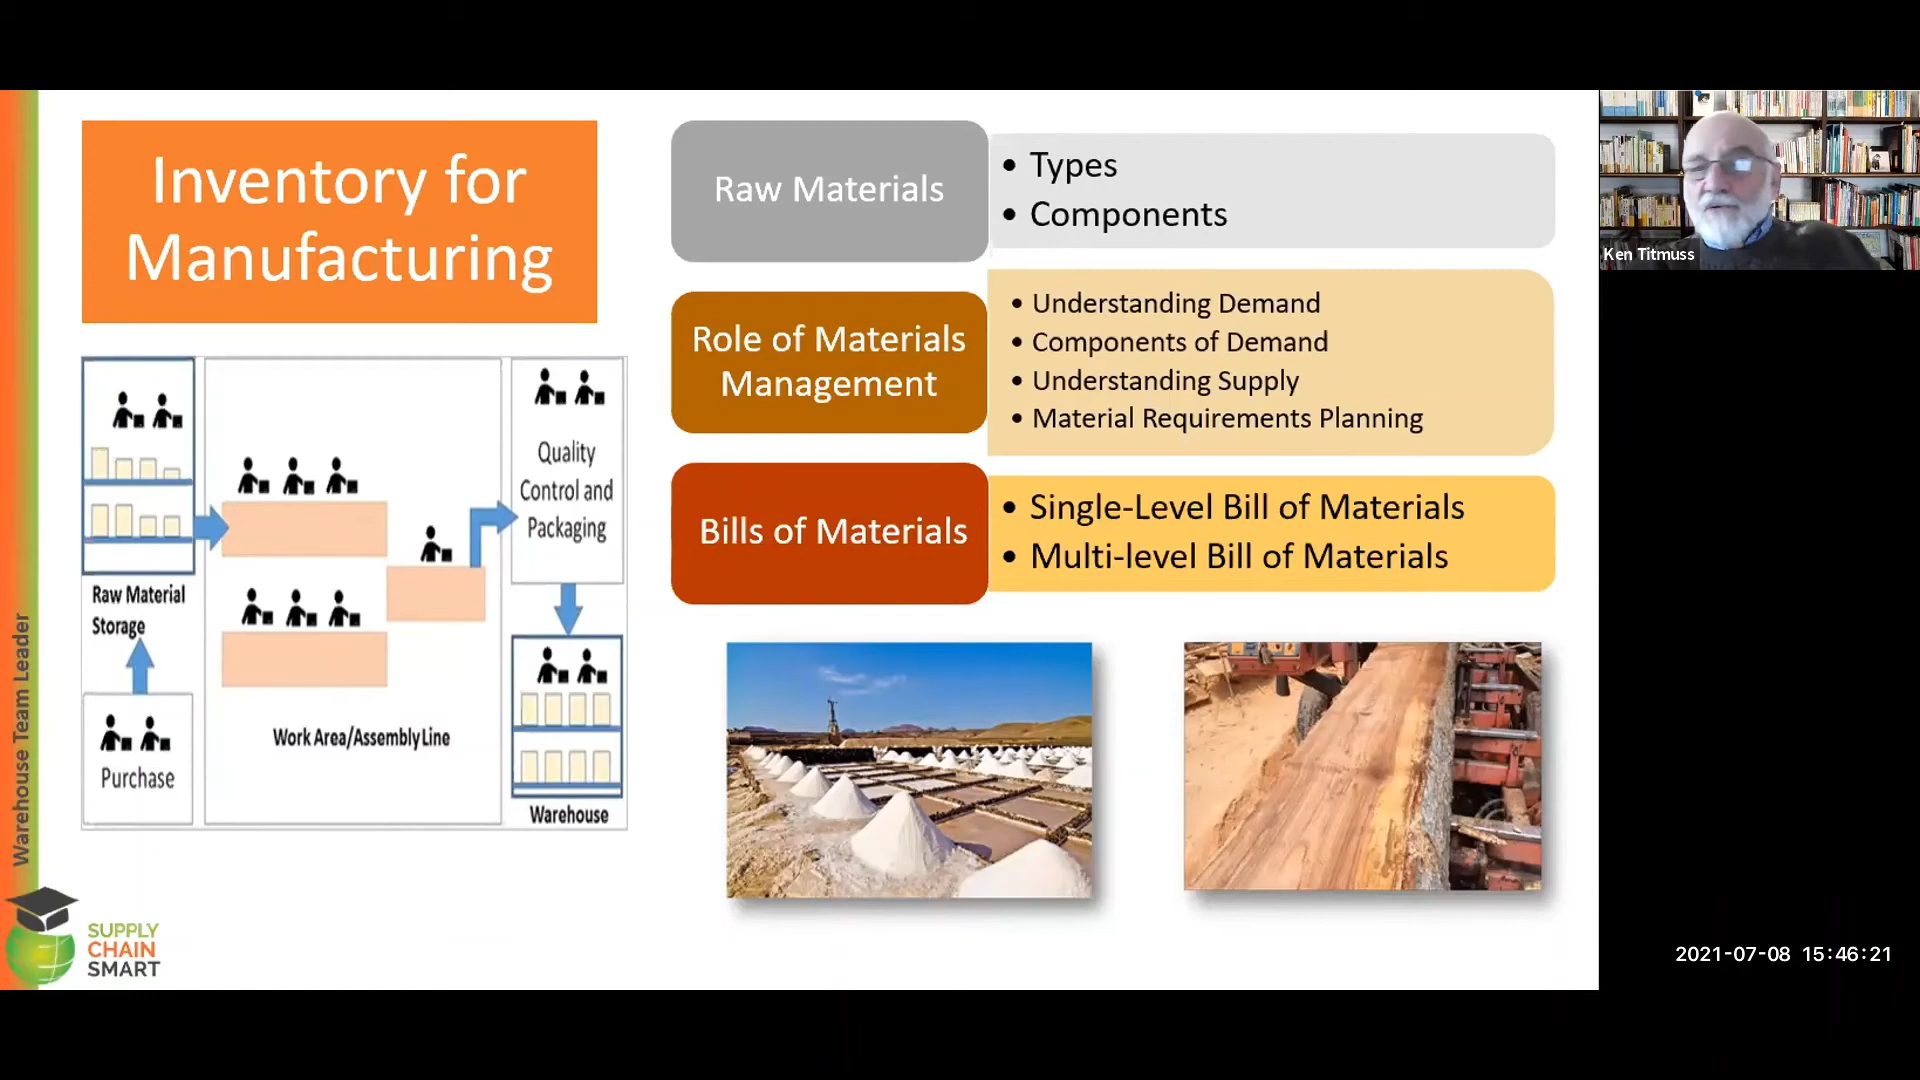 Inventory for
Manufacturing
Raw Materials
• Types
• Components
Role of Materials
Management
• Understanding Demand
• Components of Demand
• Understanding Supply
• Material Requirements Planning
Bills of Materials
• Single-Level Bill of Materials
• Multi-level Bill of Materials
Raw Material
Storage
Purchase
Work Area/Assembly Line
Quality
Control and
Packaging
Warehouse
Warehouse Team Leader
SUPPLY
CHAIN
SMART
Ken Titmuss
2021-07-08 15:46:21